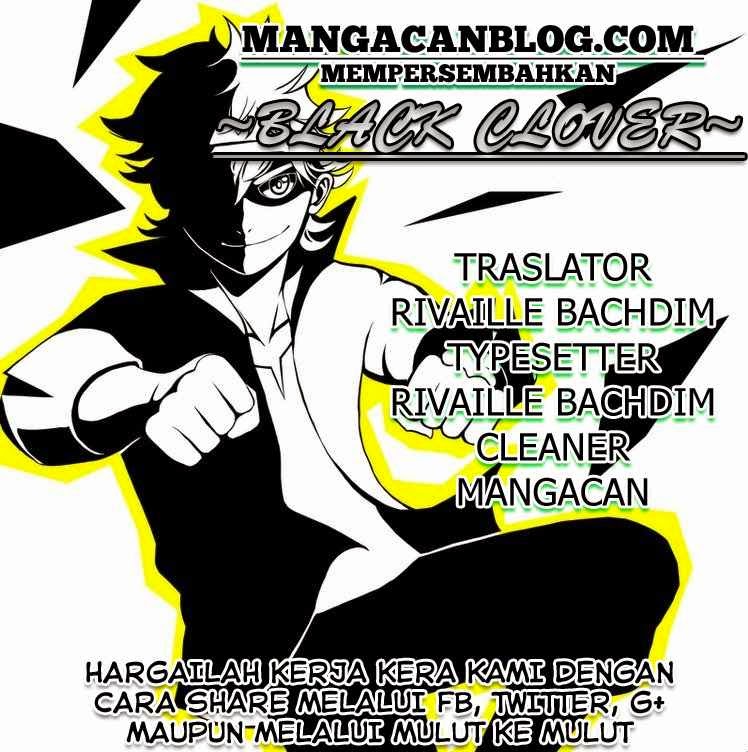 MANGACANBLOG.COM
MEMPERSEMBAHKAN
~BLACK CLOVER~
TRASLATOR
RIVAILLE BACHDIM
TYPESETTER
RIVAILLE BACHDIM
CLEANER
MANGACAN
HARGAILAH KERJA KERA KAMI DENGAN
CARA SHARE MELALUI FB, TWITTER, G+
MAUPUN MELALUI MULUT KE MULUT